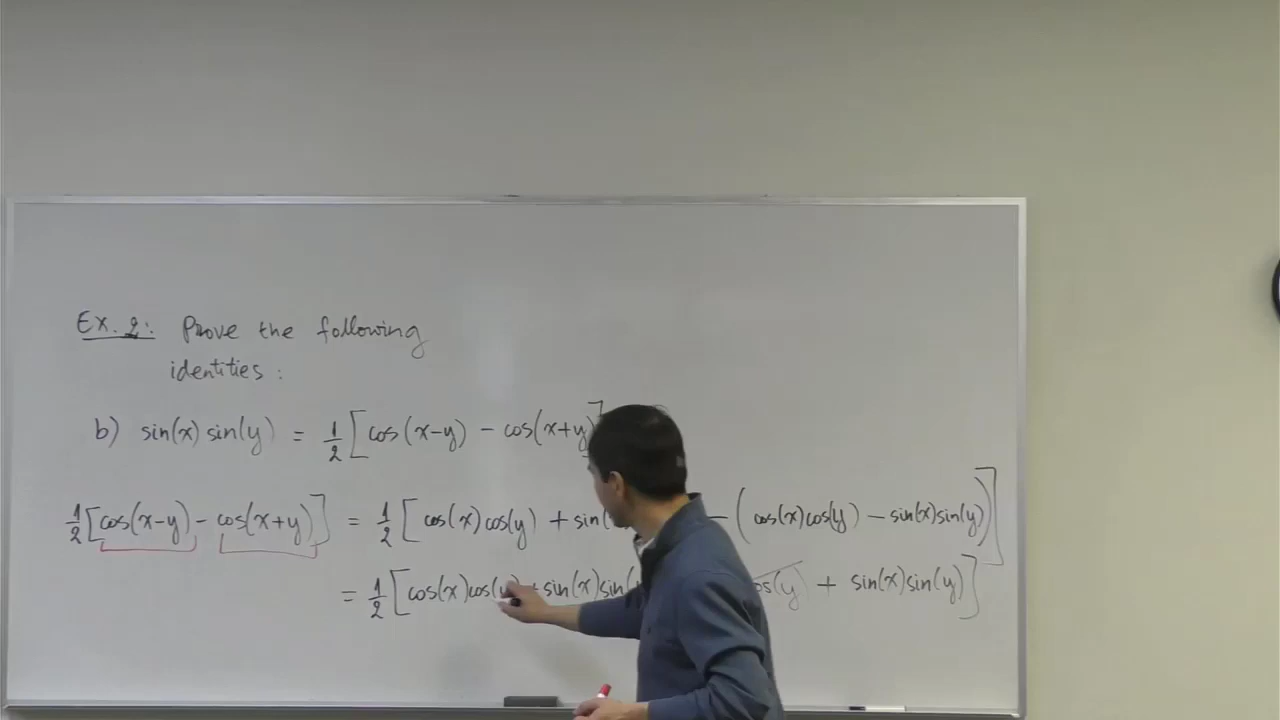 Ex. 2: Prove the following
identities:
b) sin(x) sin(y) = 1/2 [cos(x-y) - cos(x+y)]
1/2 [cos(x-y) - cos(x+y)] = 1/2 [cos(x)cos(y) + sin( - (cos(x)cos(y) - sin(x)sin(y))]
= 1/2 [cos(x)cos(y) + sin(x)sin( cos(y) + sin(x)sin(y)]